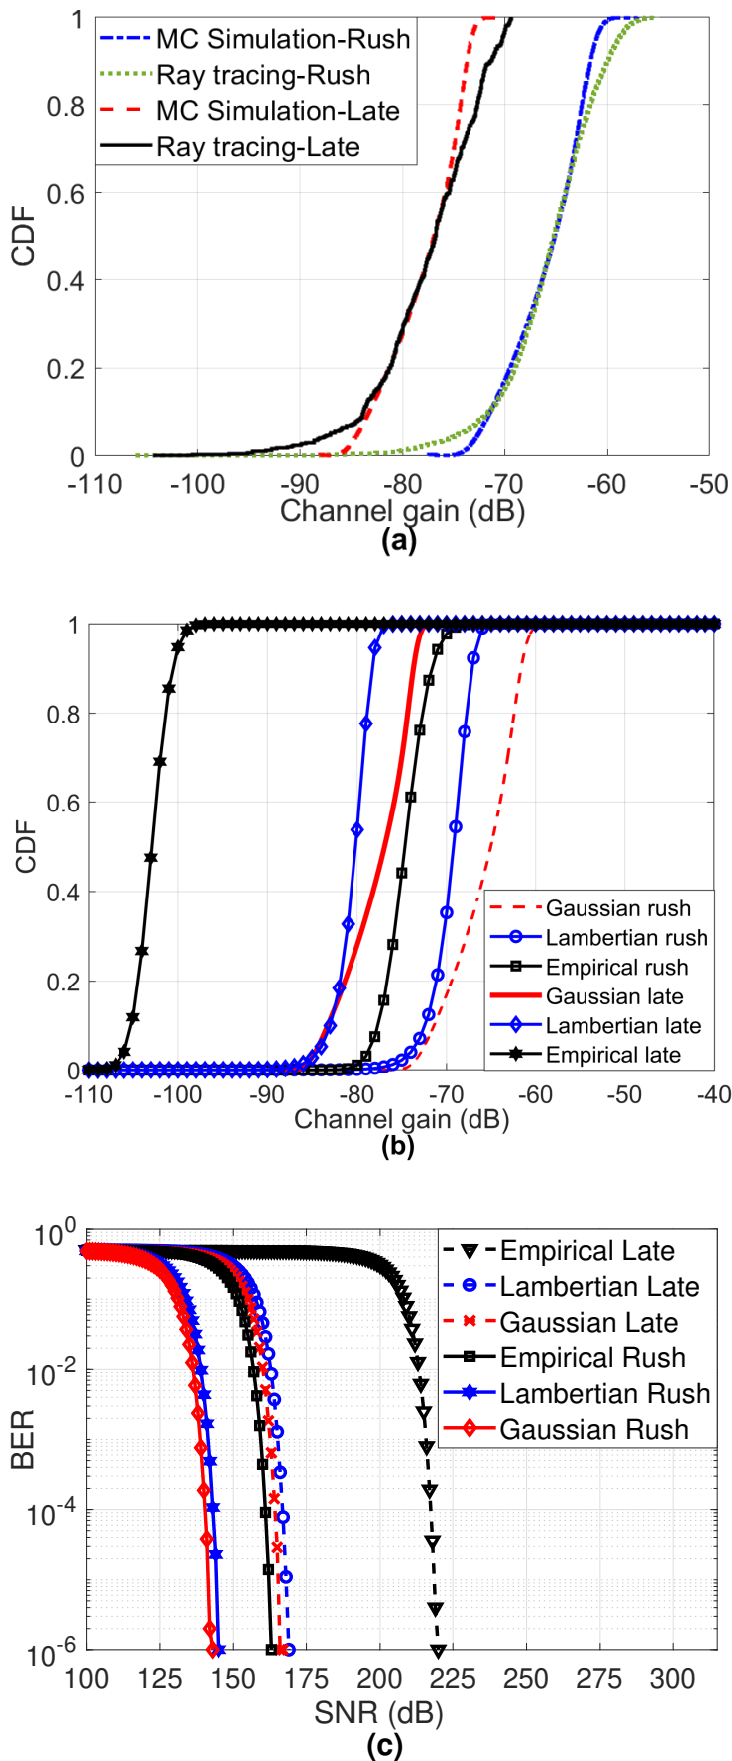 MC Simulation-Rush
Ray tracing-Rush
MC Simulation-Late
Ray tracing-Late
1
0.8
0.6
0.4
0.2
0
CDF
-110 -100 -90 -80 -70 -60 -50
Channel gain (dB)
(a)
1
0.8
0.6
0.4
0.2
0
CDF
Gaussian rush
Lambertian rush
Empirical rush
Gaussian late
Lambertian late
Empirical late
-110 -100 -90 -80 -70 -60 -50 -40
Channel gain (dB)
(b)
10^0
10^-2
10^-4
10^-6
BER
Empirical Late
Lambertian Late
Gaussian Late
Empirical Rush
Lambertian Rush
Gaussian Rush
100 125 150 175 200 225 250 275 300
SNR (dB)
(c)